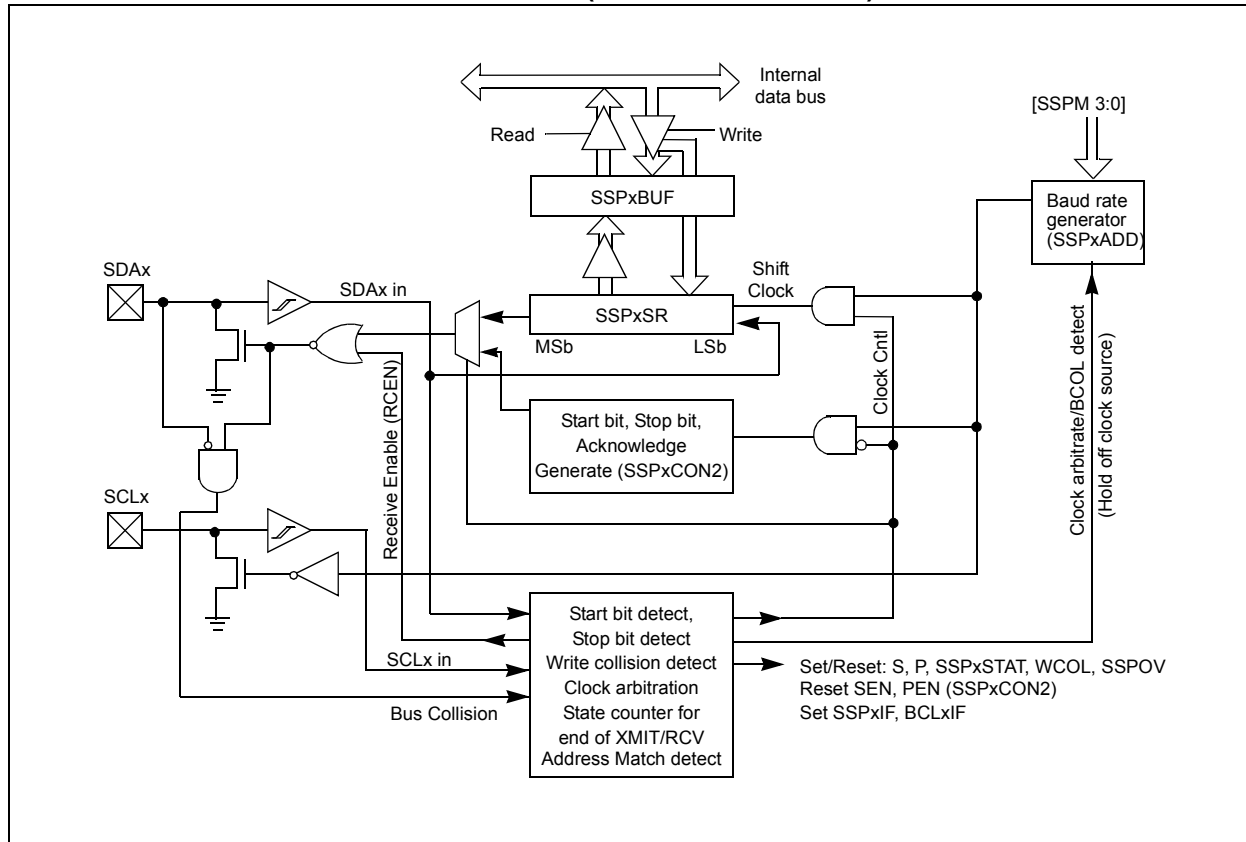 Internal
data bus
[SSPM 3:0]
Read
Write
SSPxBUF
Baud rate
generator
(SSPxADD)
SDAx
SDAx in
Shift
Clock
SSPxSR
MSb
LSb
Clock Cntl
Clock arbitrate/BCOL detect
(Hold off clock source)
Receive Enable (RCEN)
Start bit, Stop bit,
Acknowledge
Generate (SSPxCON2)
SCLx
SCLx in
Bus Collision
Start bit detect,
Stop bit detect
Write collision detect
Clock arbitration
State counter for
end of XMIT/RCV
Address Match detect
Set/Reset: S, P, SSPxSTAT, WCOL, SSPOV
Reset SEN, PEN (SSPxCON2)
Set SSPxIF, BCLxIF